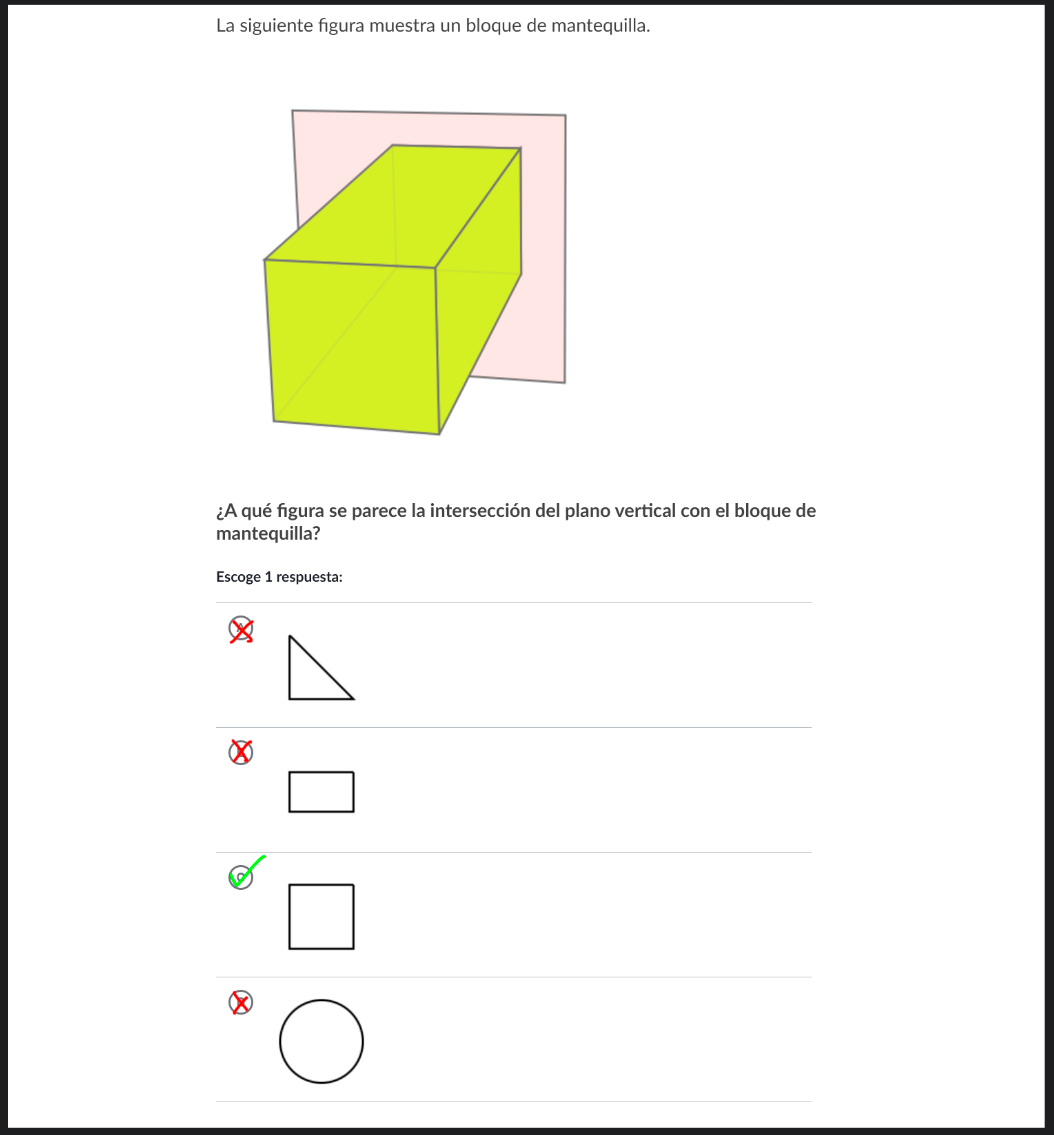 La siguiente figura muestra un bloque de mantequilla.
¿A qué figura se parece la intersección del plano vertical con el bloque de
mantequilla?
Escoge 1 respuesta: